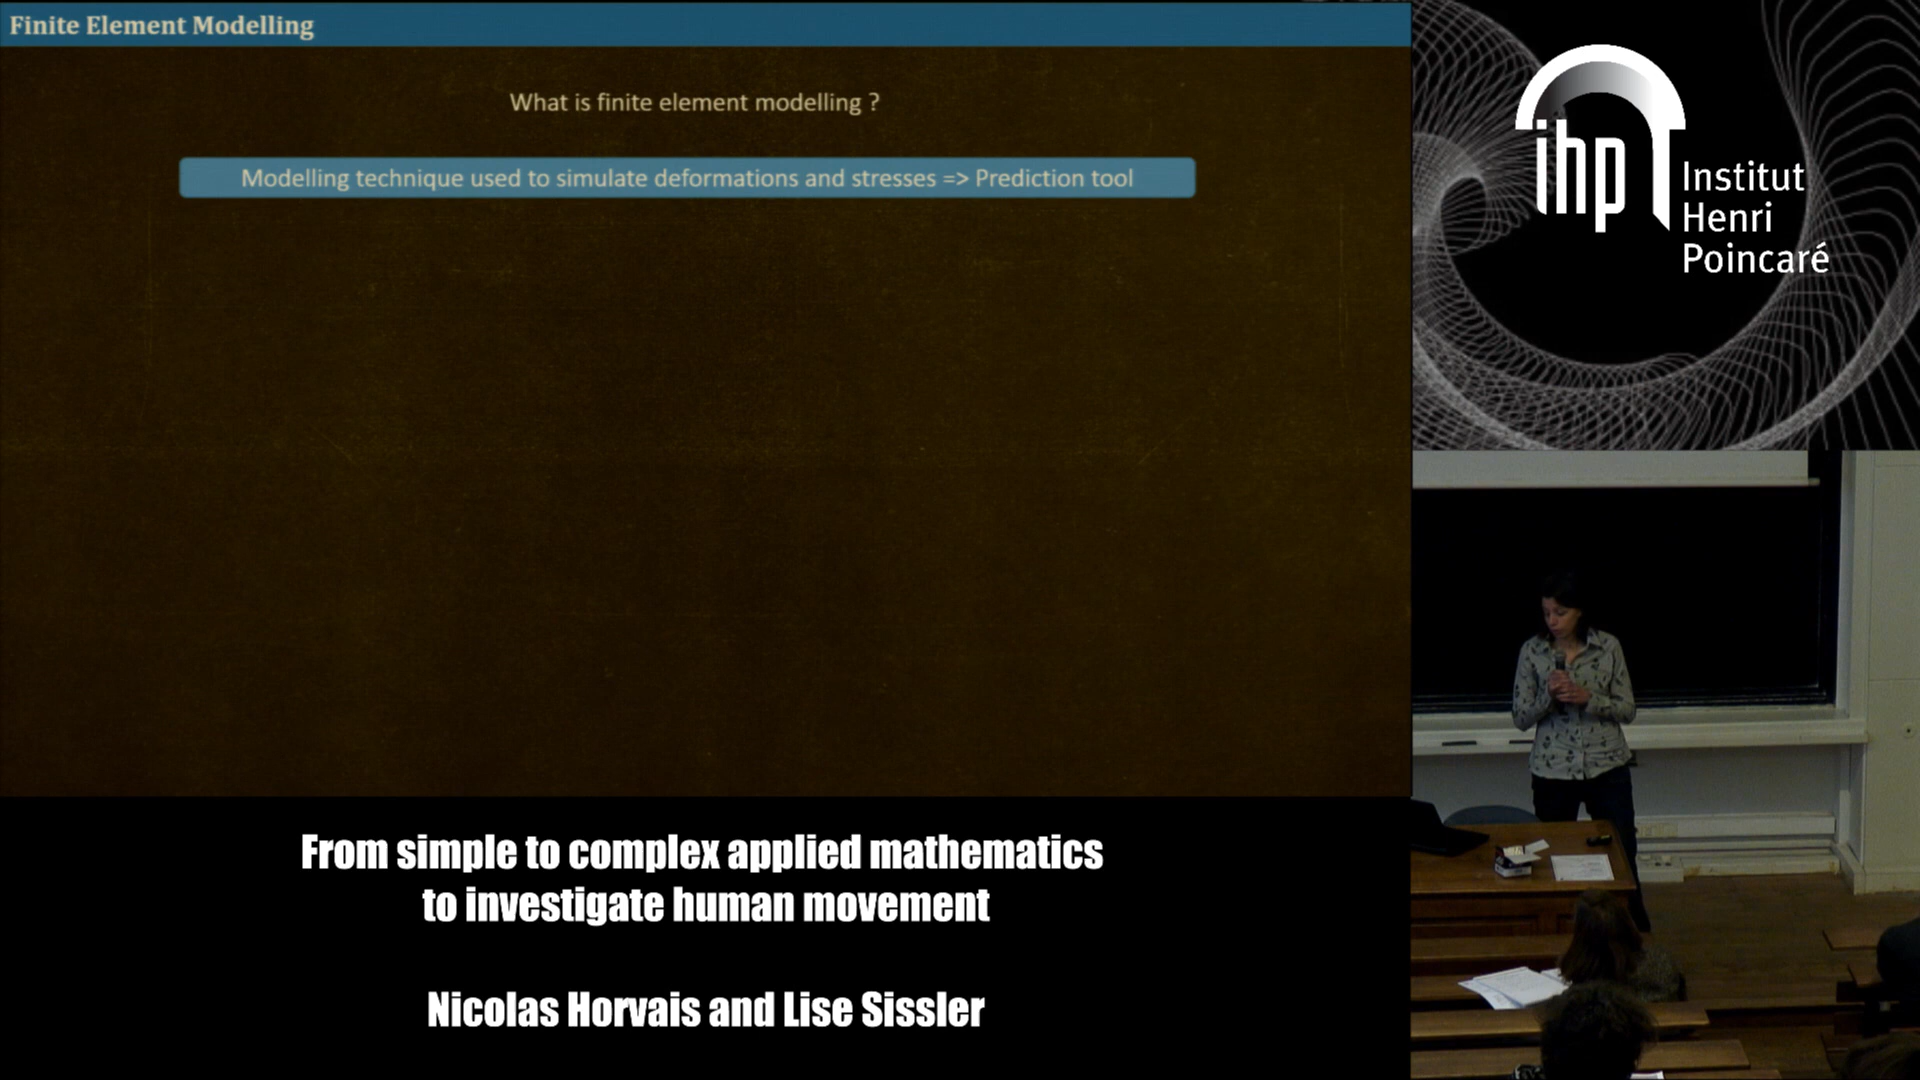 Finite Element Modelling
What is finite element modelling ?
Modelling technique used to simulate deformations and stresses => Prediction tool
ihp
Institut
Henri
Poincaré
From simple to complex applied mathematics
to investigate human movement
Nicolas Horvais and Lise Sissler